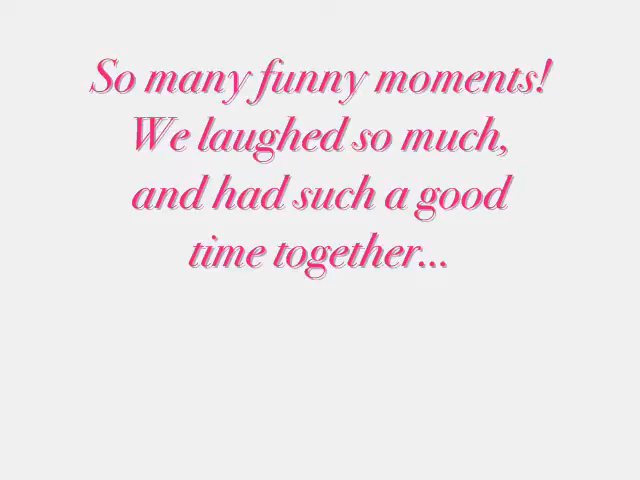 So many funny moments!
We laughed so much,
and had such a good
time together...